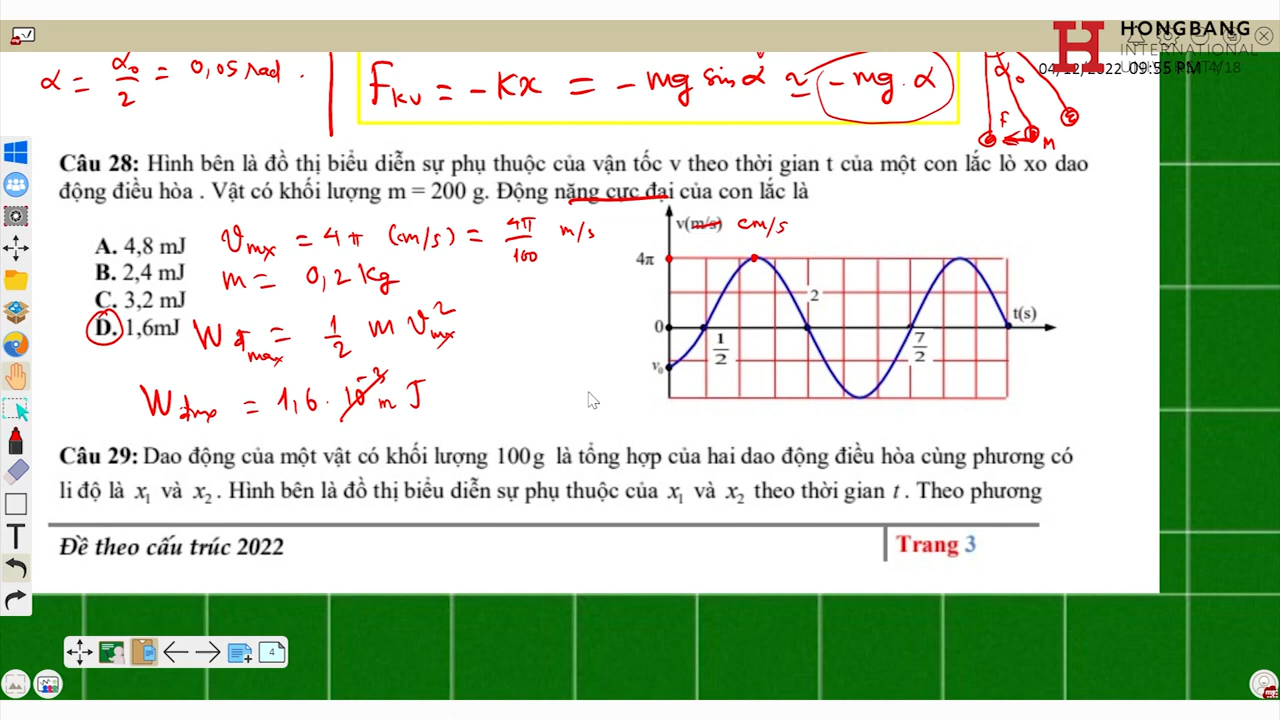 HONGBANG
INTERNATIONAL
04/12/2022 09:55 PM
α = α₀/2 = 0,05 rad.
F_KV = -Kx = -mg sin α ≃ -mg.α
α₀
F
M
Câu 28: Hình bên là đồ thị biểu diễn sự phụ thuộc của vận tốc v theo thời gian t của một con lắc lò xo dao
động điều hòa . Vật có khối lượng m = 200 g. Động năng cực đại của con lắc là
A. 4,8 mJ
B. 2,4 mJ
C. 3,2 mJ
D. 1,6mJ
v_mx = 4π (cm/s) = 4π/100 m/s
m = 0,2 kg
W_đmax = 1/2 m v²_mx
W_đmx = 1,6 . 10⁻³ m J
v(m/s) cm/s
4π
0
v₀
1/2
2
7/2
t(s)
Câu 29: Dao động của một vật có khối lượng 100g là tổng hợp của hai dao động điều hòa cùng phương có
li độ là x₁ và x₂ . Hình bên là đồ thị biểu diễn sự phụ thuộc của x₁ và x₂ theo thời gian t . Theo phương
Đề theo cấu trúc 2022
Trang 3
T
4